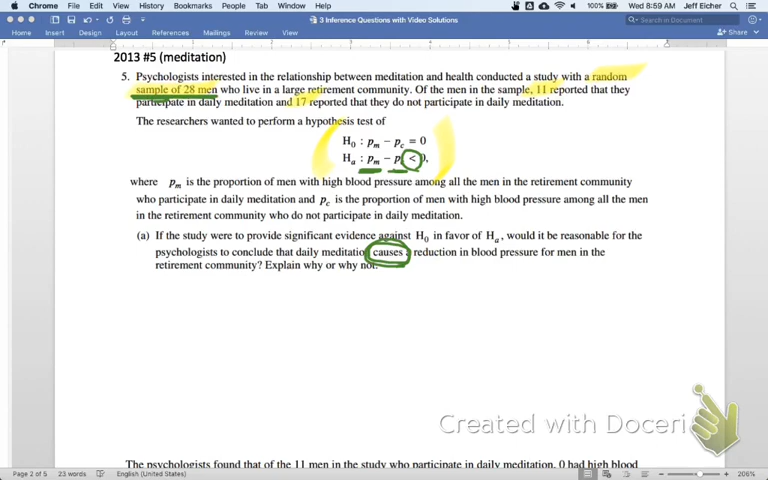 Chrome File Edit View History Bookmarks People Tab Window Help 100% Wed 8:59 AM Jeff Eicher
3 Inference Questions with Video Solutions
Search in Document
Home Insert Design Layout References Mailings Review View
Share
2013 #5 (meditation)
5. Psychologists interested in the relationship between meditation and health conducted a study with a random
sample of 28 men who live in a large retirement community. Of the men in the sample, 11 reported that they
participate in daily meditation and 17 reported that they do not participate in daily meditation.
The researchers wanted to perform a hypothesis test of
H₀ : pₘ − p꜀ = 0
Hₐ : pₘ − p < 0,
where pₘ is the proportion of men with high blood pressure among all the men in the retirement community
who participate in daily meditation and p꜀ is the proportion of men with high blood pressure among all the men
in the retirement community who do not participate in daily meditation.
(a) If the study were to provide significant evidence against H₀ in favor of Hₐ, would it be reasonable for the
psychologists to conclude that daily meditation causes a reduction in blood pressure for men in the
retirement community? Explain why or why not.
Created with Doceri
The psychologists found that of the 11 men in the study who participate in daily meditation, 0 had high blood
Page 2 of 5 23 words English (United States) 206%